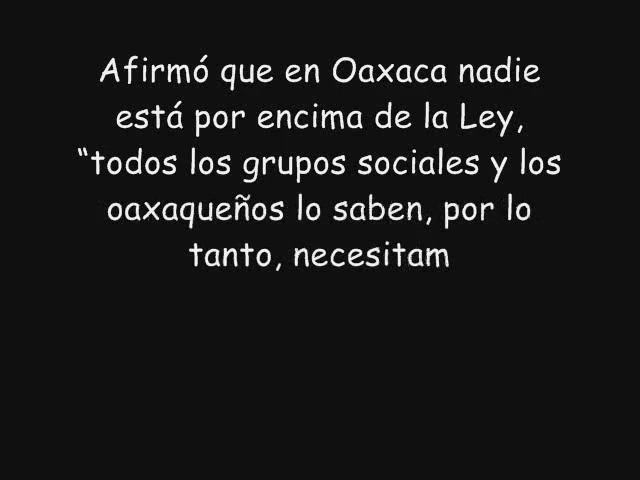 Afirmó que en Oaxaca nadie
está por encima de la Ley,
“todos los grupos sociales y los
oaxaqueños lo saben, por lo
tanto, necesitam